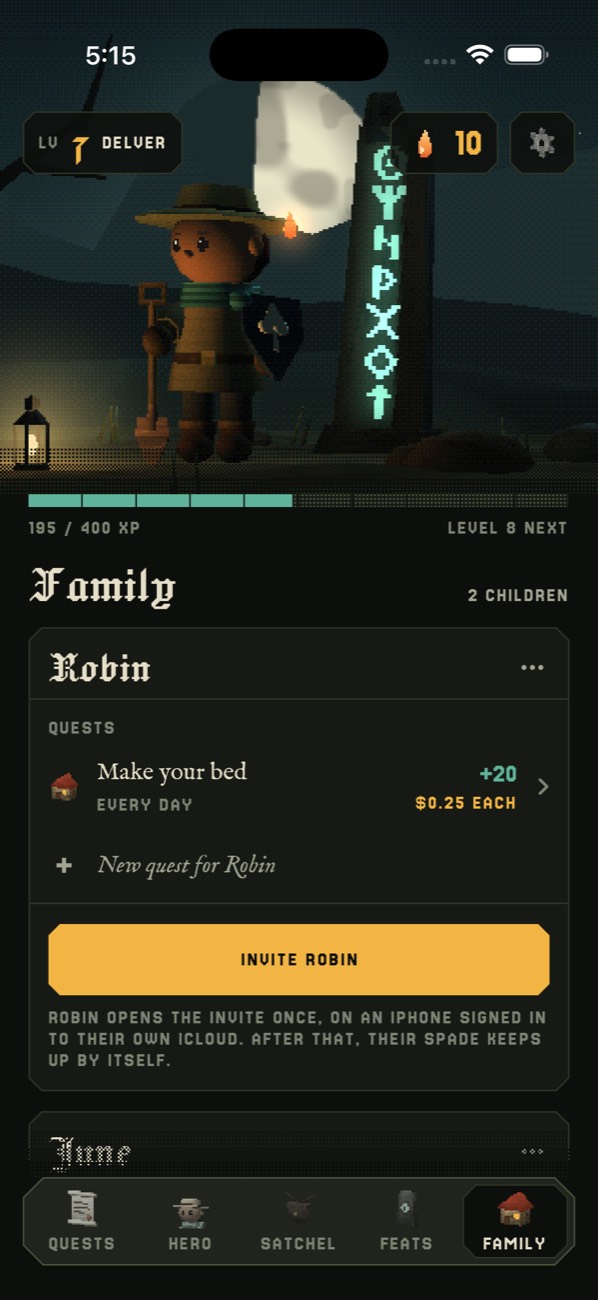 5:15
LV 7 DELVER
10
195 / 400 XP
LEVEL 8 NEXT
Family
2 CHILDREN
Robin
QUESTS
Make your bed
+20
EVERY DAY
$0.25 EACH
New quest for Robin
INVITE ROBIN
ROBIN OPENS THE INVITE ONCE, ON AN IPHONE SIGNED IN
TO THEIR OWN ICLOUD. AFTER THAT, THEIR SPADE KEEPS
UP BY ITSELF.
June
QUESTS
HERO
SATCHEL
FEATS
FAMILY